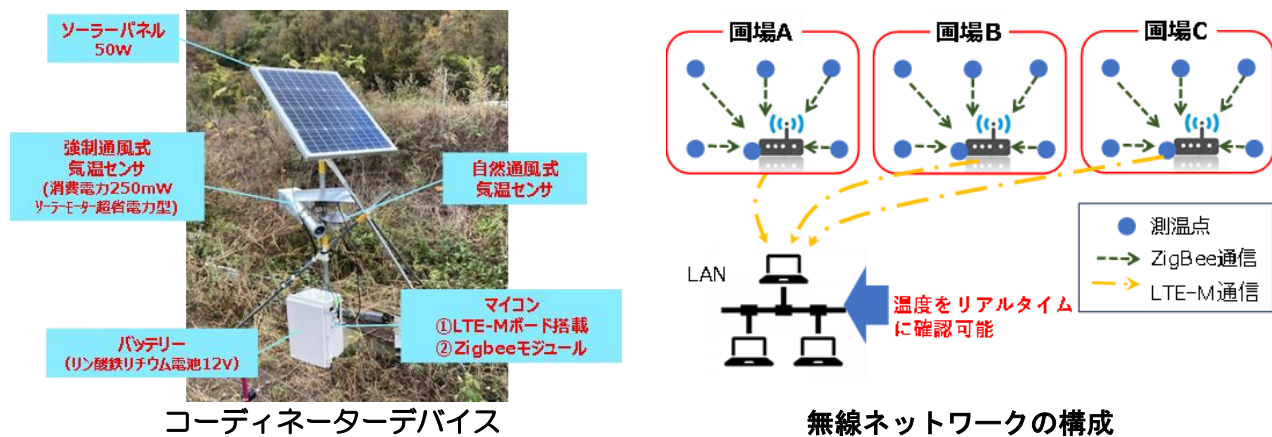 ソーラーパネル
50W
強制通風式
気温センサ
(消費電力250mW
ソーラーモーター超省電力型)
自然通風式
気温センサ
マイコン
①LTE-Mボード搭載
②Zigbeeモジュール
バッテリー
(リン酸鉄リチウム電池12V)
コーディネーターデバイス
圃場A
圃場B
圃場C
測温点
ZigBee通信
LTE-M通信
LAN
温度をリアルタイム
に確認可能
無線ネットワークの構成